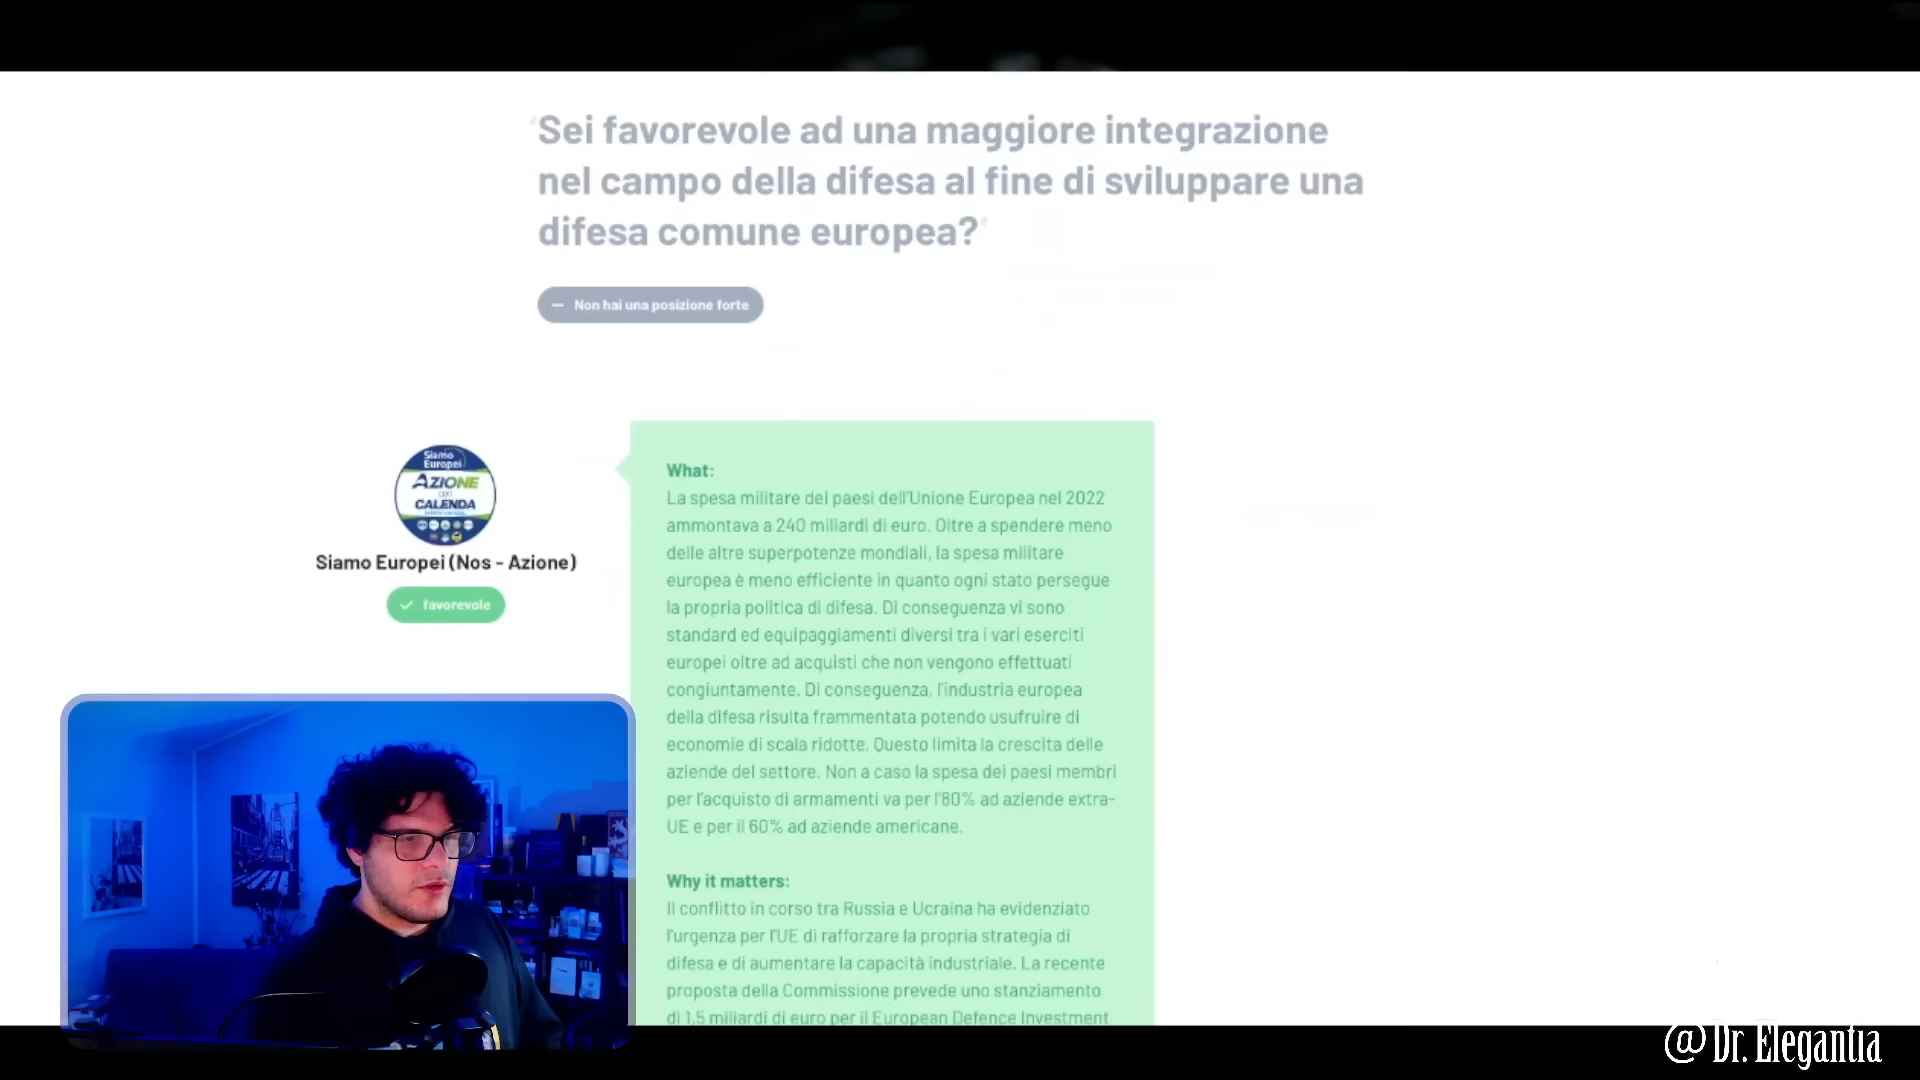 "Sei favorevole ad una maggiore integrazione
nel campo della difesa al fine di sviluppare una
difesa comune europea?"
— Non hai una posizione forte
Siamo
Europei
AZIONE
CON
CALENDA
Siamo Europei (Nos - Azione)
favorevole
What:
La spesa militare dei paesi dell'Unione Europea nel 2022
ammontava a 240 miliardi di euro. Oltre a spendere meno
delle altre superpotenze mondiali, la spesa militare
europea è meno efficiente in quanto ogni stato persegue
la propria politica di difesa. Di conseguenza vi sono
standard ed equipaggiamenti diversi tra i vari eserciti
europei oltre ad acquisti che non vengono effettuati
congiuntamente. Di conseguenza, l'industria europea
della difesa risulta frammentata potendo usufruire di
economie di scala ridotte. Questo limita la crescita delle
aziende del settore. Non a caso la spesa dei paesi membri
per l'acquisto di armamenti va per l'80% ad aziende extra-
UE e per il 60% ad aziende americane.
Why it matters:
Il conflitto in corso tra Russia e Ucraina ha evidenziato
l'urgenza per l'UE di rafforzare la propria strategia di
difesa e di aumentare la capacità industriale. La recente
proposta della Commissione prevede uno stanziamento
di 1,5 miliardi di euro per il European Defence Investment
@Dr. Elegantia